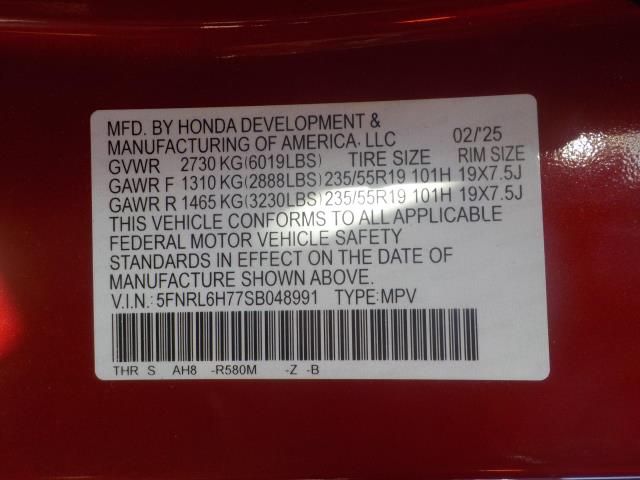 MFD. BY HONDA DEVELOPMENT &
MANUFACTURING OF AMERICA, LLC 02/'25
GVWR 2730 KG(6019LBS) TIRE SIZE RIM SIZE
GAWR F 1310 KG(2888LBS) 235/55R19 101H 19X7.5J
GAWR R 1465 KG(3230LBS) 235/55R19 101H 19X7.5J
THIS VEHICLE CONFORMS TO ALL APPLICABLE
FEDERAL MOTOR VEHICLE SAFETY
STANDARDS IN EFFECT ON THE DATE OF
MANUFACTURE SHOWN ABOVE.
V.I.N.: 5FNRL6H77SB048991 TYPE:MPV
THR S AH8 -R580M -Z -B